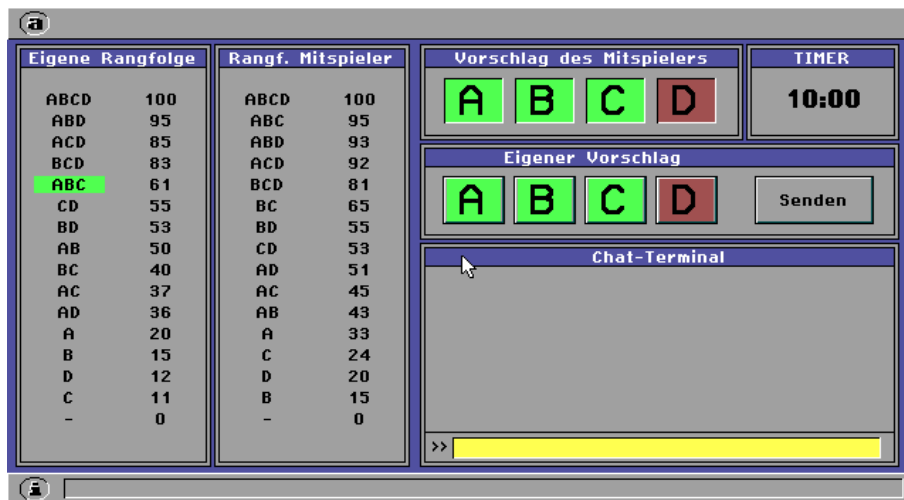 a
Eigene Rangfolge
ABCD 100
ABD 95
ACD 85
BCD 83
ABC 61
CD 55
BD 53
AB 50
BC 40
AC 37
AD 36
A 20
B 15
D 12
C 11
- 0
Rangf. Mitspieler
ABCD 100
ABC 95
ABD 93
ACD 92
BCD 81
BC 65
BD 55
CD 53
AD 51
AC 45
AB 43
A 33
C 24
D 20
B 15
- 0
Vorschlag des Mitspielers
A B C D
TIMER
10:00
Eigener Vorschlag
A B C D
Senden
Chat-Terminal
>>
i